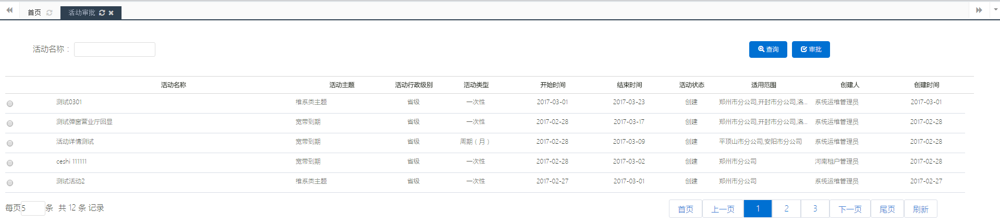 首页 活动审批
活动名称：
查询 审批
活动名称 活动主题 活动行政级别 活动类型 开始时间 结束时间 活动状态 适用范围 创建人 创建时间
测试0301 维系类主题 省级 一次性 2017-03-01 2017-03-23 创建 郑州市分公司,开封市分公司,洛... 系统运维管理员 2017-03-01
测试弹窗营业厅回显 宽带到期 省级 一次性 2017-02-28 2017-03-17 创建 郑州市分公司,开封市分公司,洛... 系统运维管理员 2017-02-28
活动详情测试 宽带到期 省级 周期（月） 2017-02-28 2017-03-09 创建 平顶山市分公司,安阳市分公司 系统运维管理员 2017-02-28
ceshi 111111 宽带到期 省级 一次性 2017-02-28 2017-03-02 创建 郑州市分公司 河南租户管理员 2017-02-28
测试活动2 维系类主题 省级 一次性 2017-02-27 2017-03-01 创建 郑州市分公司 系统运维管理员 2017-02-27
每页5条 共 12 条 记录 首页 上一页 1 2 3 下一页 尾页 刷新